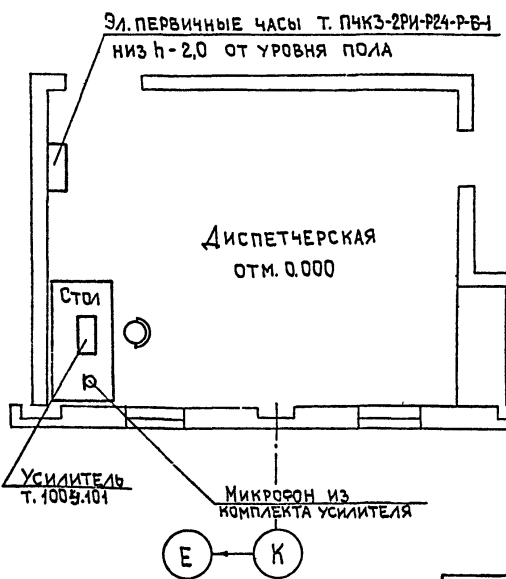 Эл. первичные часы т. ПЧК3-2РИ-Р24-Р-Б-1
низ h-2,0 от уровня пола
Диспетчерская
отм. 0.000
Стол
Усилитель
т. 100У.101
Микрофон из
комплекта усилителя
Е К